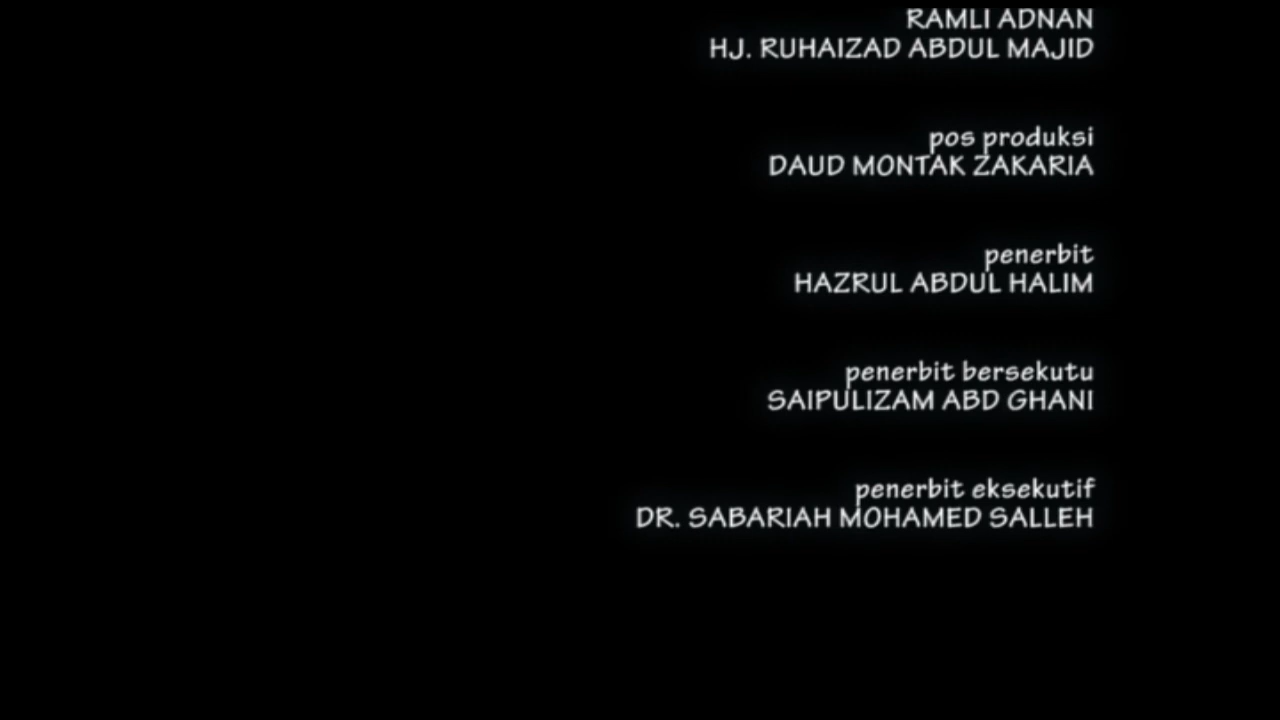 RAMLI ADNAN
HJ. RUHAIZAD ABDUL MAJID
pos produksi
DAUD MONTAK ZAKARIA
penerbit
HAZRUL ABDUL HALIM
penerbit bersekutu
SAIPULIZAM ABD GHANI
penerbit eksekutif
DR. SABARIAH MOHAMED SALLEH